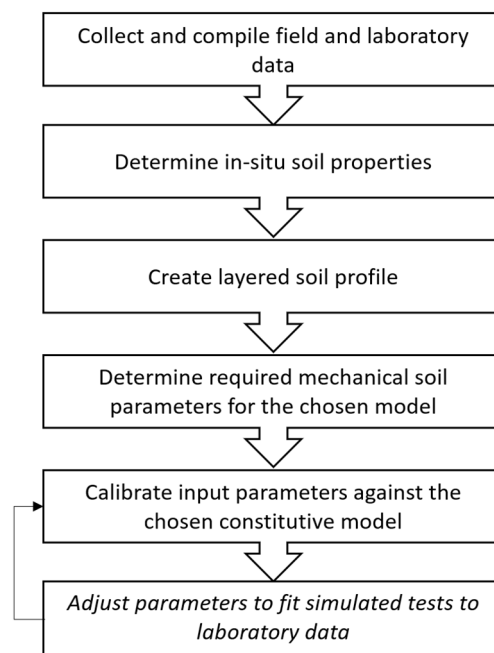 Collect and compile field and laboratory
data
Determine in-situ soil properties
Create layered soil profile
Determine required mechanical soil
parameters for the chosen model
Calibrate input parameters against the
chosen constitutive model
Adjust parameters to fit simulated tests to
laboratory data